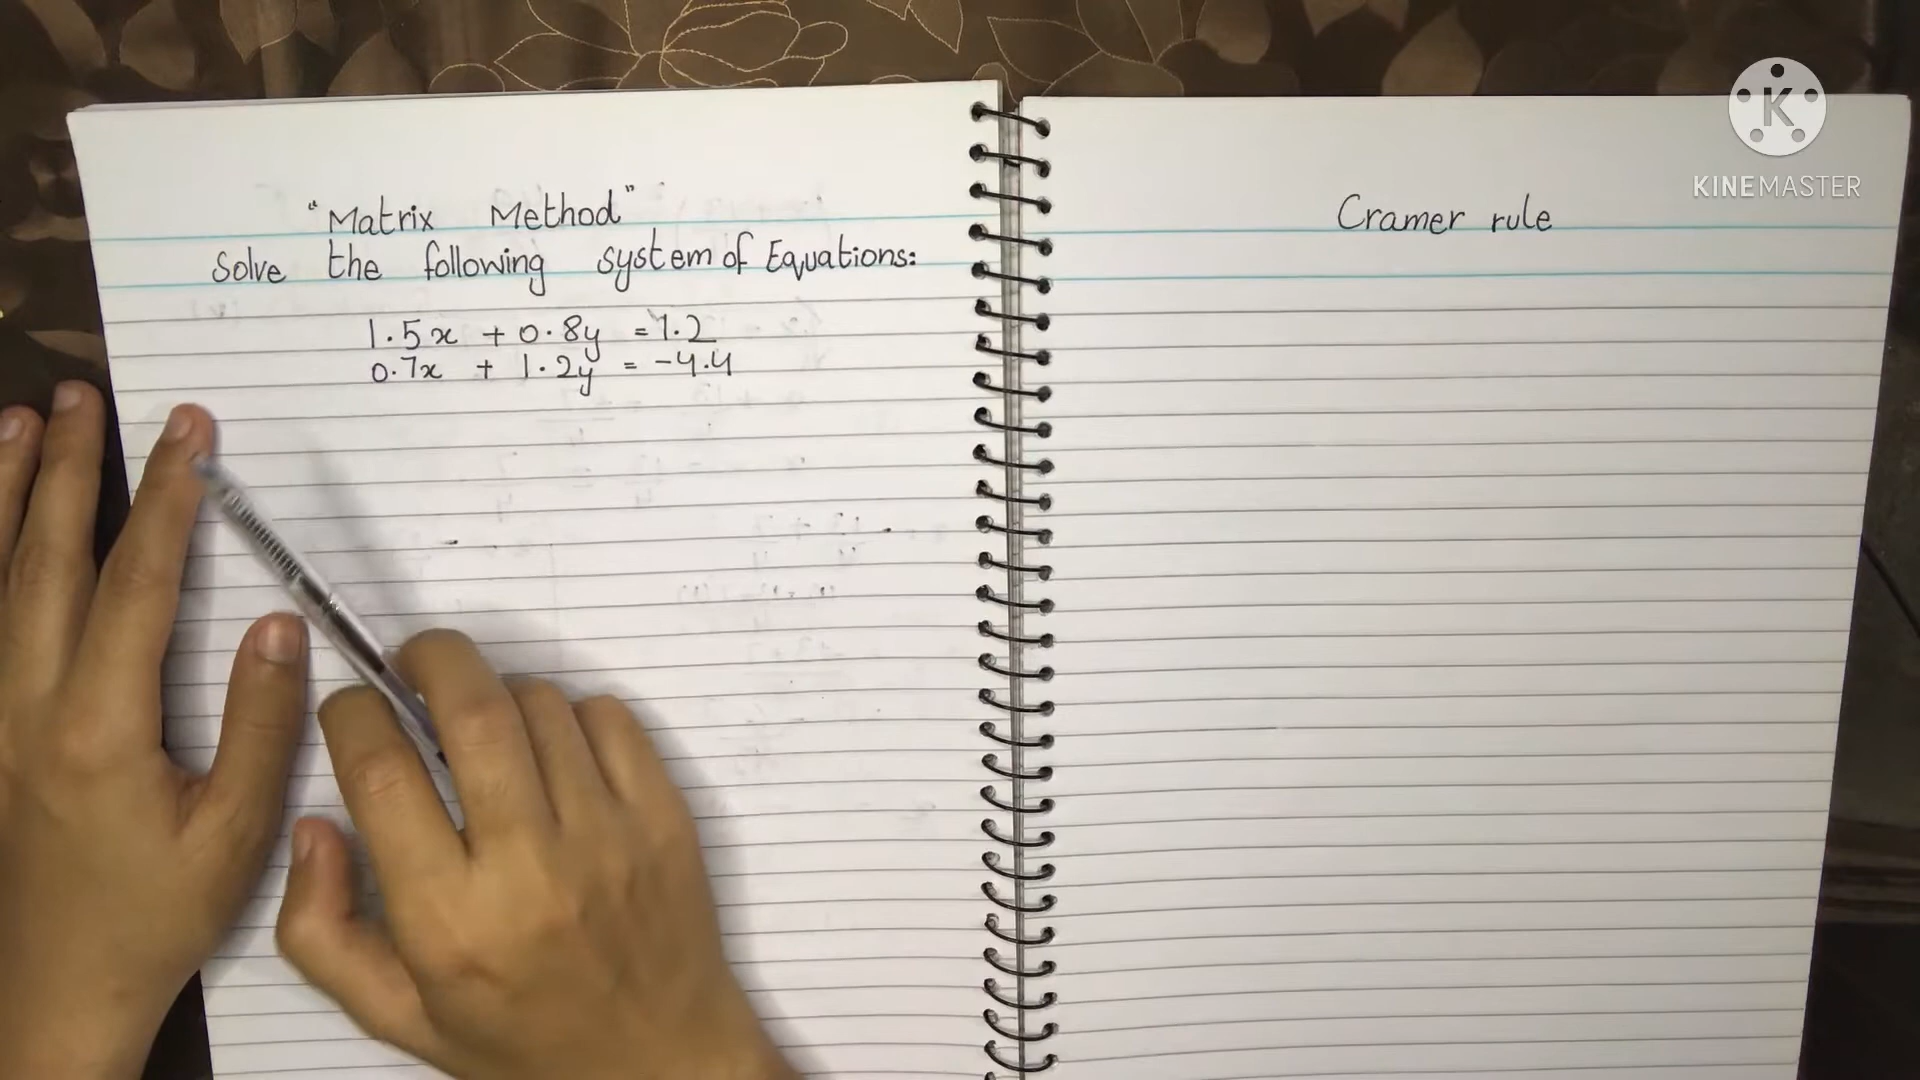 "Matrix Method"
Solve the following system of Equations:
1.5x + 0.8y = 1.2
0.7x + 1.2y = -4.4
Cramer rule
K
KINEMASTER